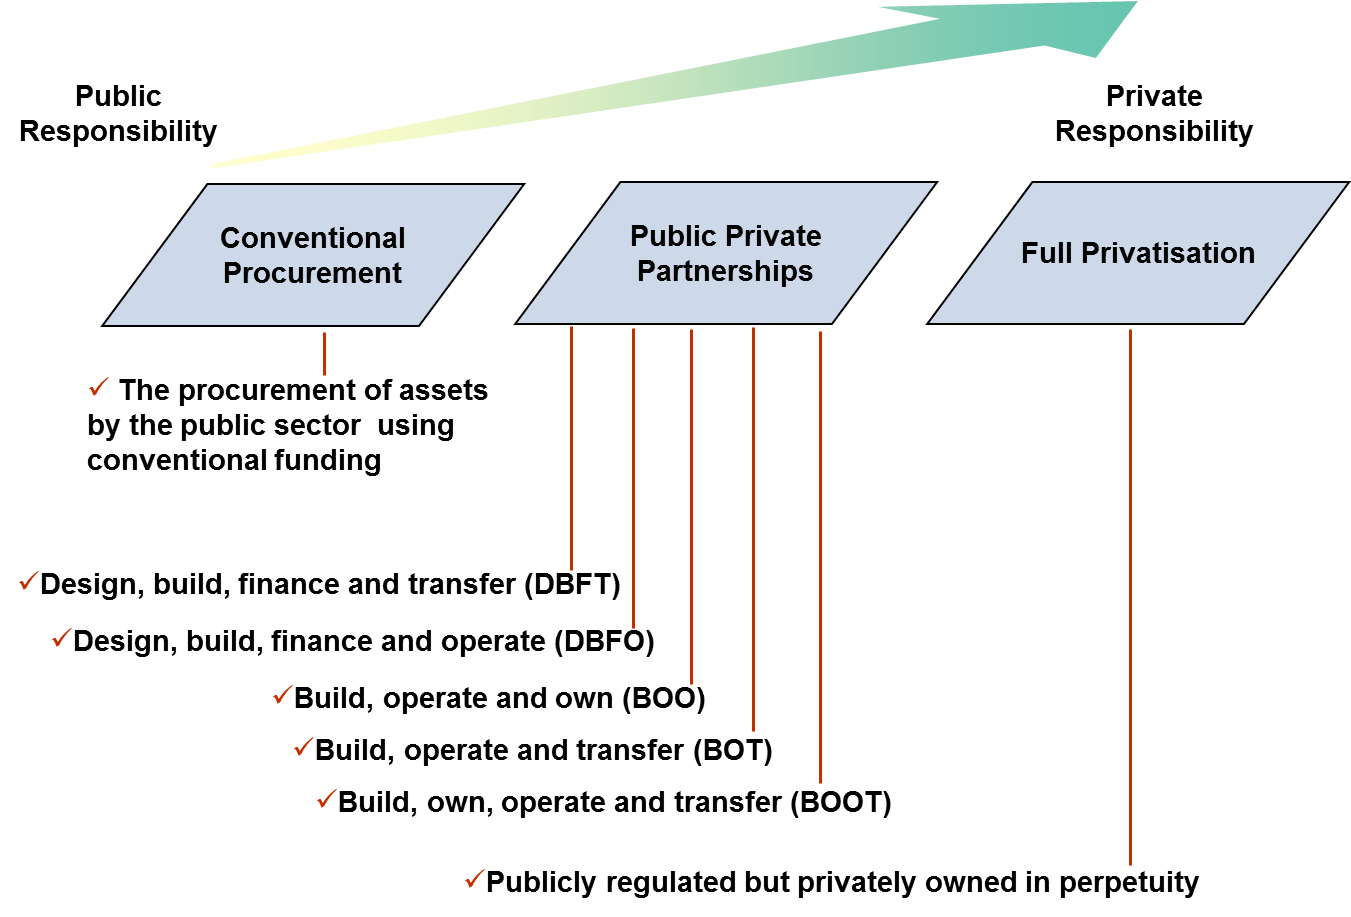 Public
Responsibility
Private
Responsibility
Conventional
Procurement
Public Private
Partnerships
Full Privatisation
✓ The procurement of assets
by the public sector using
conventional funding
✓Design, build, finance and transfer (DBFT)
✓Design, build, finance and operate (DBFO)
✓Build, operate and own (BOO)
✓Build, operate and transfer (BOT)
✓Build, own, operate and transfer (BOOT)
✓Publicly regulated but privately owned in perpetuity